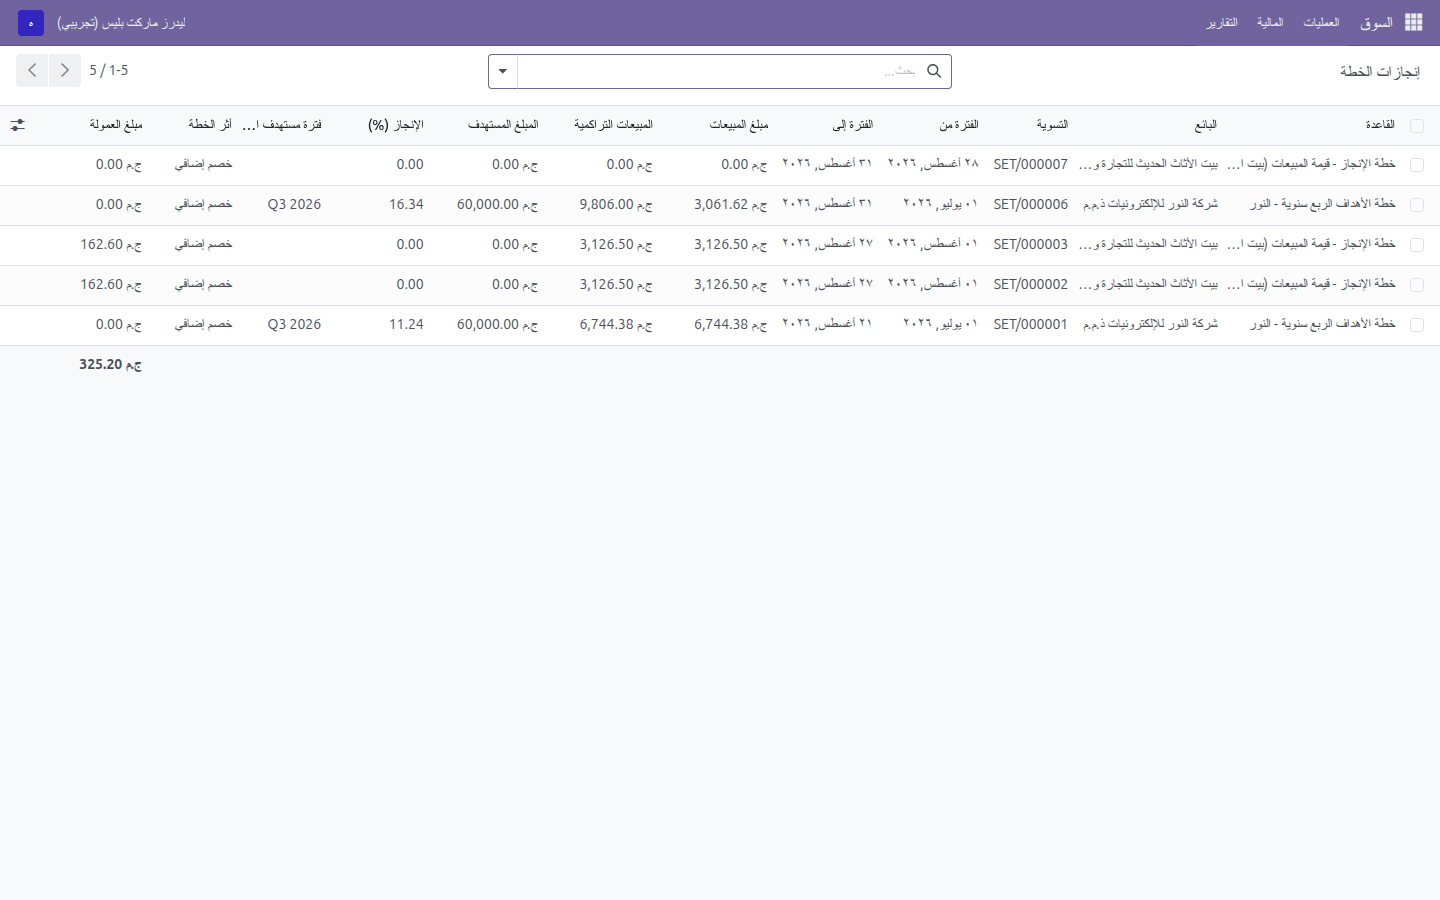 السوق العمليات المالية التقارير ليدرز ماركت بليس (تجريبي) ه
إنجازات الخطة بحث... 1-5 / 5
القاعدة البائع التسوية الفترة من الفترة إلى مبلغ المبيعات المبيعات التراكمية المبلغ المستهدف الإنجاز (%) فترة مستهدف ا... أثر الخطة مبلغ العمولة
خطة الإنجاز - قيمة المبيعات (بيت ا... بيت الأثاث الحديث للتجارة و... SET/000007 ٢٨ أغسطس, ٢٠٢٦ ٣١ أغسطس, ٢٠٢٦ ج.م 0.00 ج.م 0.00 ج.م 0.00 0.00 خصم إضافي ج.م 0.00
خطة الأهداف الربع سنوية - النور شركة النور للإلكترونيات ذ.م.م SET/000006 ٠١ يوليو, ٢٠٢٦ ٣١ أغسطس, ٢٠٢٦ ج.م 3,061.62 ج.م 9,806.00 ج.م 60,000.00 16.34 Q3 2026 خصم إضافي ج.م 0.00
خطة الإنجاز - قيمة المبيعات (بيت ا... بيت الأثاث الحديث للتجارة و... SET/000003 ٠١ أغسطس, ٢٠٢٦ ٢٧ أغسطس, ٢٠٢٦ ج.م 3,126.50 ج.م 3,126.50 ج.م 0.00 0.00 خصم إضافي ج.م 162.60
خطة الإنجاز - قيمة المبيعات (بيت ا... بيت الأثاث الحديث للتجارة و... SET/000002 ٠١ أغسطس, ٢٠٢٦ ٢٧ أغسطس, ٢٠٢٦ ج.م 3,126.50 ج.م 3,126.50 ج.م 0.00 0.00 خصم إضافي ج.م 162.60
خطة الأهداف الربع سنوية - النور شركة النور للإلكترونيات ذ.م.م SET/000001 ٠١ يوليو, ٢٠٢٦ ٢١ أغسطس, ٢٠٢٦ ج.م 6,744.38 ج.م 6,744.38 ج.م 60,000.00 11.24 Q3 2026 خصم إضافي ج.م 0.00
ج.م 325.20